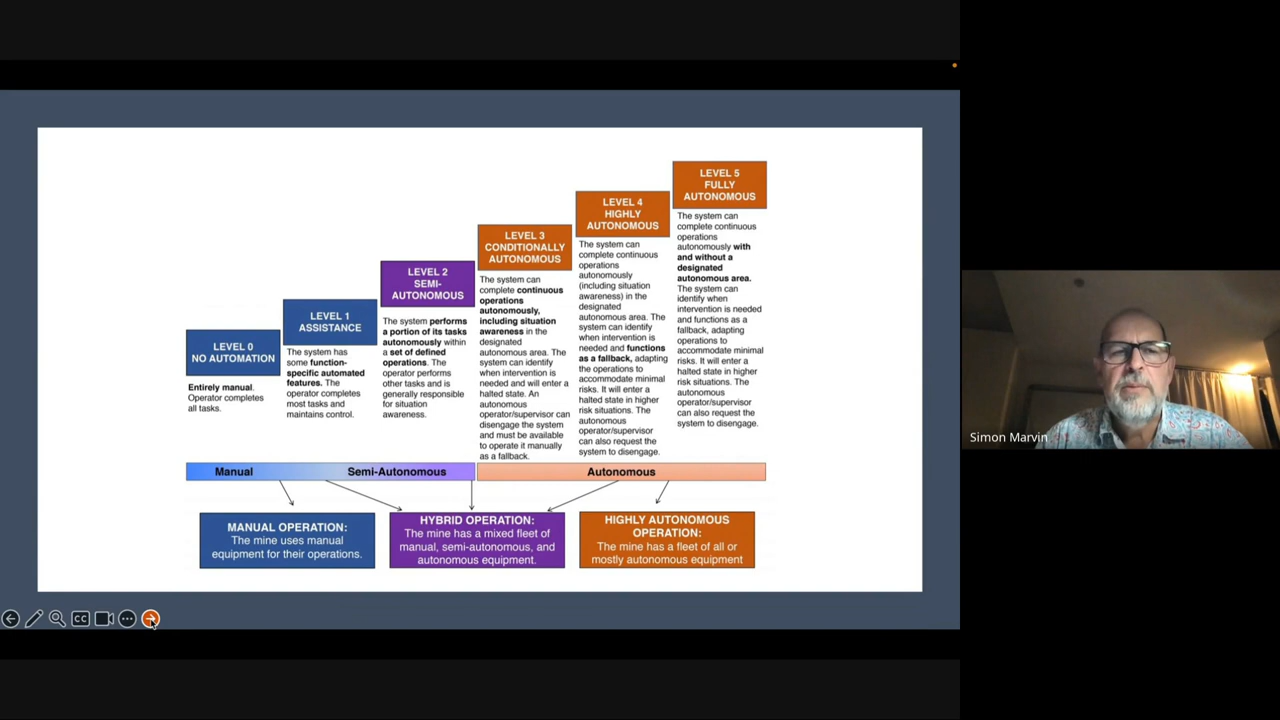 LEVEL 0
NO AUTOMATION
Entirely manual.
Operator completes
all tasks.
LEVEL 1
ASSISTANCE
The system has
some function-
specific automated
features. The
operator completes
most tasks and
maintains control.
LEVEL 2
SEMI-
AUTONOMOUS
The system performs
a portion of its tasks
autonomously within
a set of defined
operations. The
operator performs
other tasks and is
generally responsible
for situation
awareness.
LEVEL 3
CONDITIONALLY
AUTONOMOUS
The system can
complete continuous
operations
autonomously,
including situation
awareness in the
designated
autonomous area. The
system can identify
when intervention is
needed and will enter a
halted state. An
autonomous
operator/supervisor can
disengage the system
and must be available
to operate it manually
as a fallback.
LEVEL 4
HIGHLY
AUTONOMOUS
The system can
complete continuous
operations
autonomously
(including situation
awareness) in the
designated
autonomous area. The
system can identify
when intervention is
needed and functions
as a fallback, adapting
the operations to
accommodate minimal
risks. It will enter a
halted state in higher
risk situations. The
autonomous
operator/supervisor
can also request the
system to disengage.
LEVEL 5
FULLY
AUTONOMOUS
The system can
complete continuous
operations
autonomously with
and without a
designated
autonomous area.
The system can
identify when
intervention is needed
and functions as a
fallback, adapting
operations to
accommodate minimal
risks. It will enter a
halted state in higher
risk situations. The
autonomous
operator/supervisor
can also request the
system to disengage.
Manual
Semi-Autonomous
Autonomous
MANUAL OPERATION:
The mine uses manual
equipment for their operations.
HYBRID OPERATION:
The mine has a mixed fleet of
manual, semi-autonomous, and
autonomous equipment.
HIGHLY AUTONOMOUS
OPERATION:
The mine has a fleet of all or
mostly autonomous equipment
CC
Simon Marvin